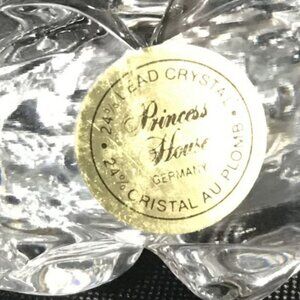 24% LEAD CRYSTAL
Princess
House
GERMANY
24% CRISTAL AU PLOMB